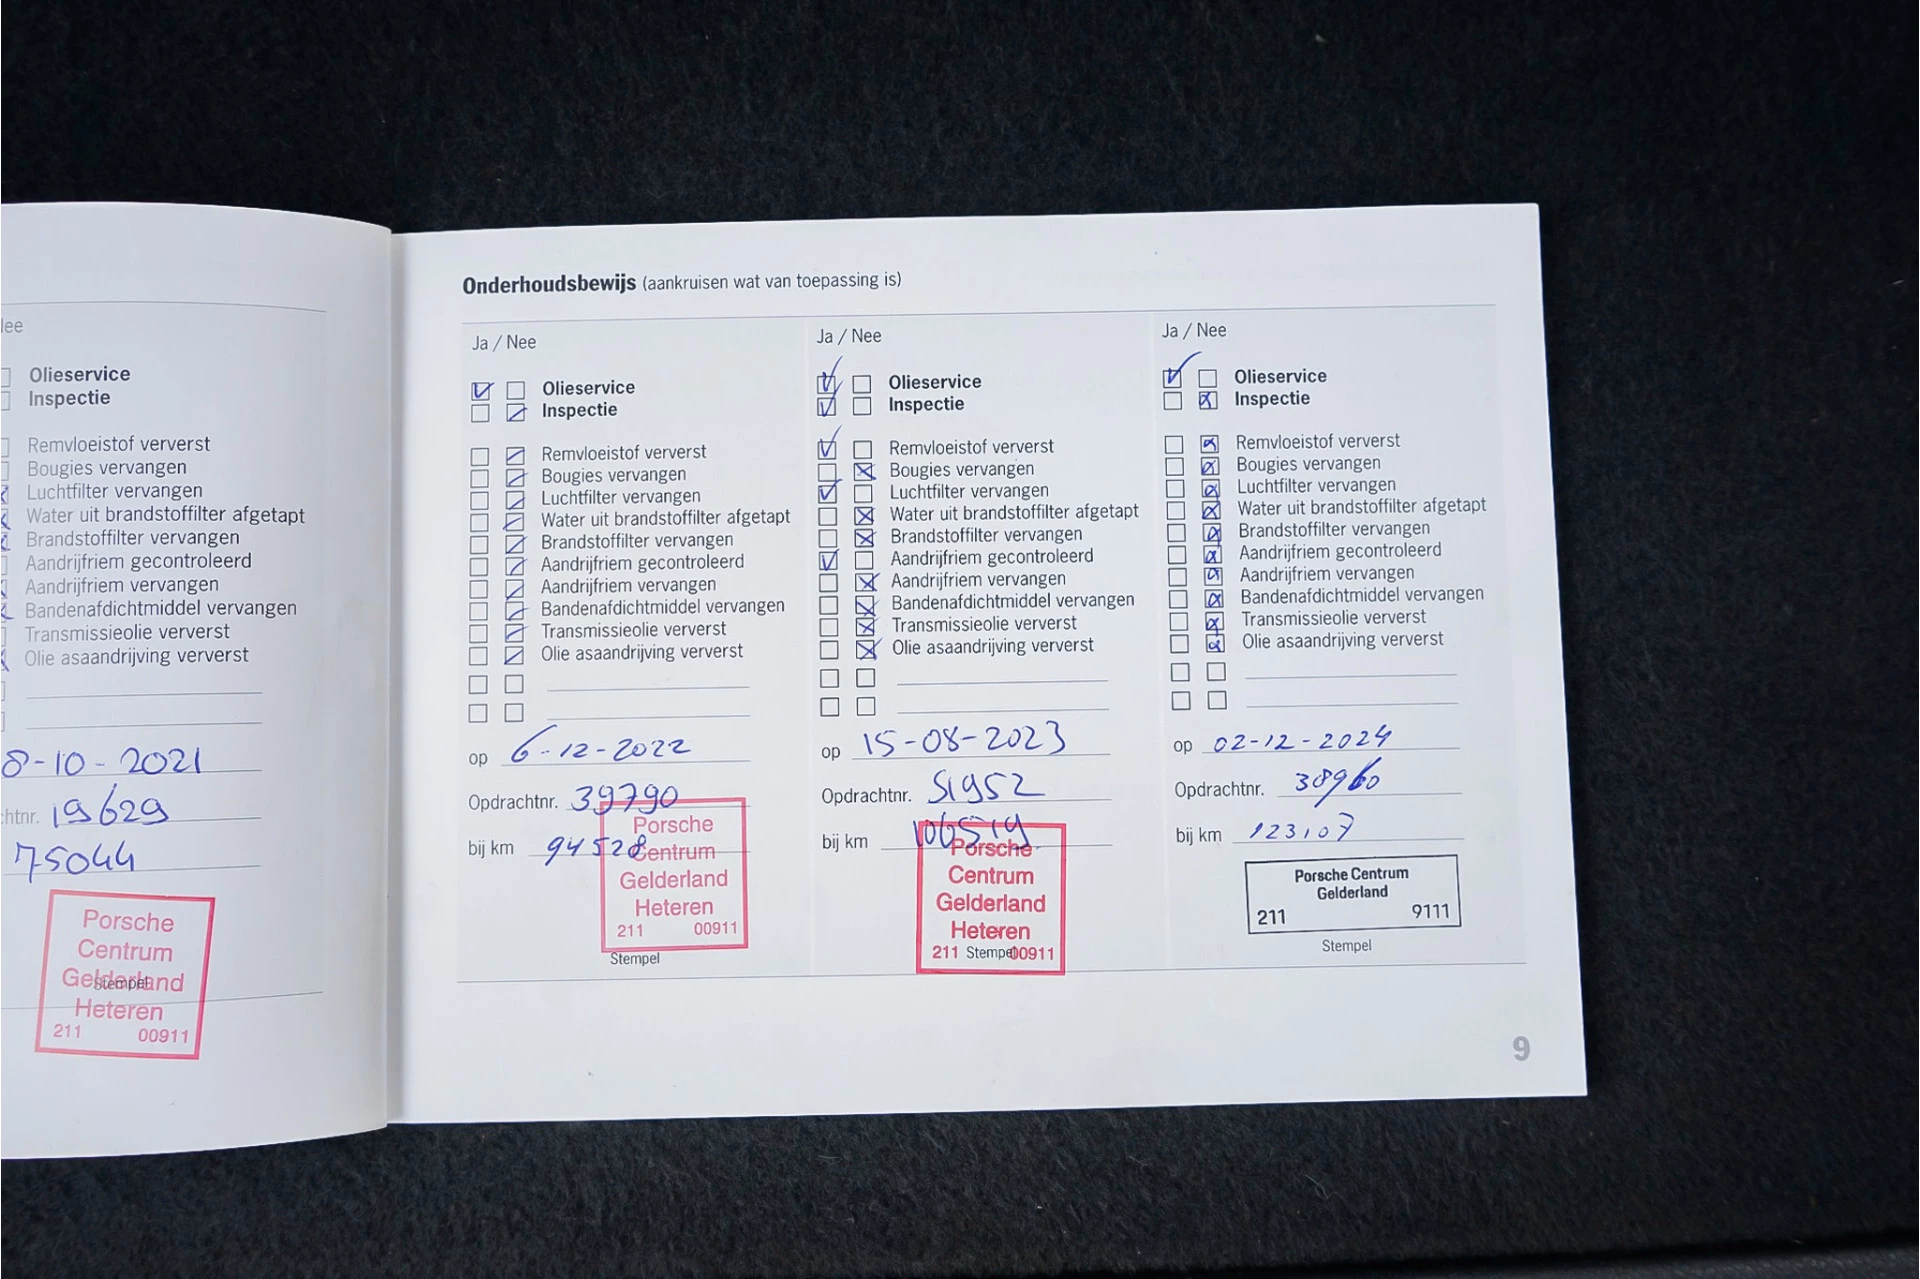 Olieservice
Inspectie
Remvloeistof ververst
Bougies vervangen
Luchtfilter vervangen
Water uit brandstoffilter afgetapt
Brandstoffilter vervangen
Aandrijfriem gecontroleerd
Aandrijfriem vervangen
Bandenafdichtmiddel vervangen
Transmissieolie ververst
Olie asaandrijving ververst
8-10-2021
19629
75044
Porsche
Centrum
Gelderland
Stempel
Heteren
211 00911
Onderhoudsbewijs (aankruisen wat van toepassing is)
Ja / Nee
Olieservice
Inspectie
Remvloeistof ververst
Bougies vervangen
Luchtfilter vervangen
Water uit brandstoffilter afgetapt
Brandstoffilter vervangen
Aandrijfriem gecontroleerd
Aandrijfriem vervangen
Bandenafdichtmiddel vervangen
Transmissieolie ververst
Olie asaandrijving ververst
op 6-12-2022
Opdrachtnr. 39790
bij km 94528
Porsche
Centrum
Gelderland
Heteren
211 00911
Stempel
Ja / Nee
Olieservice
Inspectie
Remvloeistof ververst
Bougies vervangen
Luchtfilter vervangen
Water uit brandstoffilter afgetapt
Brandstoffilter vervangen
Aandrijfriem gecontroleerd
Aandrijfriem vervangen
Bandenafdichtmiddel vervangen
Transmissieolie ververst
Olie asaandrijving ververst
op 15-08-2023
Opdrachtnr. 51952
bij km 106519
Porsche
Centrum
Gelderland
Heteren
211 Stempel 00911
Ja / Nee
Olieservice
Inspectie
Remvloeistof ververst
Bougies vervangen
Luchtfilter vervangen
Water uit brandstoffilter afgetapt
Brandstoffilter vervangen
Aandrijfriem gecontroleerd
Aandrijfriem vervangen
Bandenafdichtmiddel vervangen
Transmissieolie ververst
Olie asaandrijving ververst
op 02-12-2024
Opdrachtnr. 38960
bij km 123107
Porsche Centrum
Gelderland
211 9111
Stempel
9